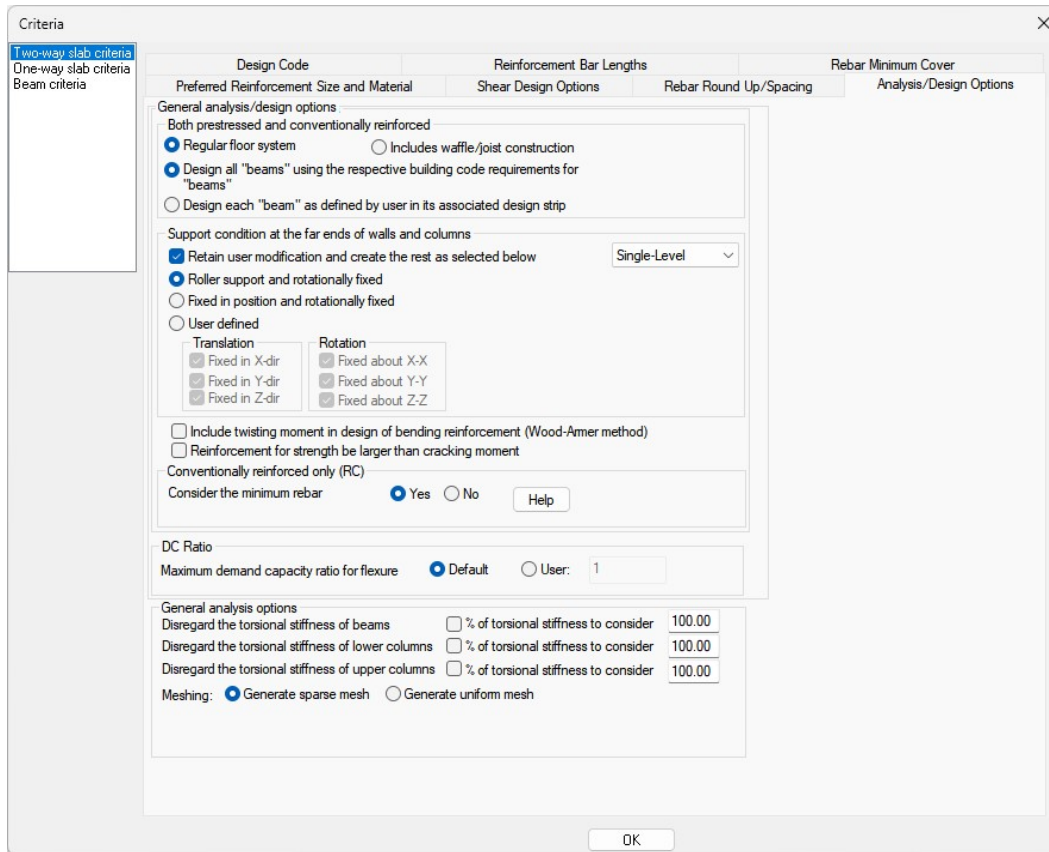 Criteria
Two-way slab criteria
One-way slab criteria
Beam criteria
Design Code
Reinforcement Bar Lengths
Rebar Minimum Cover
Preferred Reinforcement Size and Material
Shear Design Options
Rebar Round Up/Spacing
Analysis/Design Options
General analysis/design options
Both prestressed and conventionally reinforced
Regular floor system
Includes waffle/joist construction
Design all "beams" using the respective building code requirements for
"beams"
Design each "beam" as defined by user in its associated design strip
Support condition at the far ends of walls and columns
Retain user modification and create the rest as selected below
Single-Level
Roller support and rotationally fixed
Fixed in position and rotationally fixed
User defined
Translation
Rotation
Fixed in X-dir
Fixed about X-X
Fixed in Y-dir
Fixed about Y-Y
Fixed in Z-dir
Fixed about Z-Z
Include twisting moment in design of bending reinforcement (Wood-Armer method)
Reinforcement for strength be larger than cracking moment
Conventionally reinforced only (RC)
Consider the minimum rebar
Yes
No
Help
DC Ratio
Maximum demand capacity ratio for flexure
Default
User:
1
General analysis options
Disregard the torsional stiffness of beams
% of torsional stiffness to consider
100.00
Disregard the torsional stiffness of lower columns
% of torsional stiffness to consider
100.00
Disregard the torsional stiffness of upper columns
% of torsional stiffness to consider
100.00
Meshing:
Generate sparse mesh
Generate uniform mesh
OK